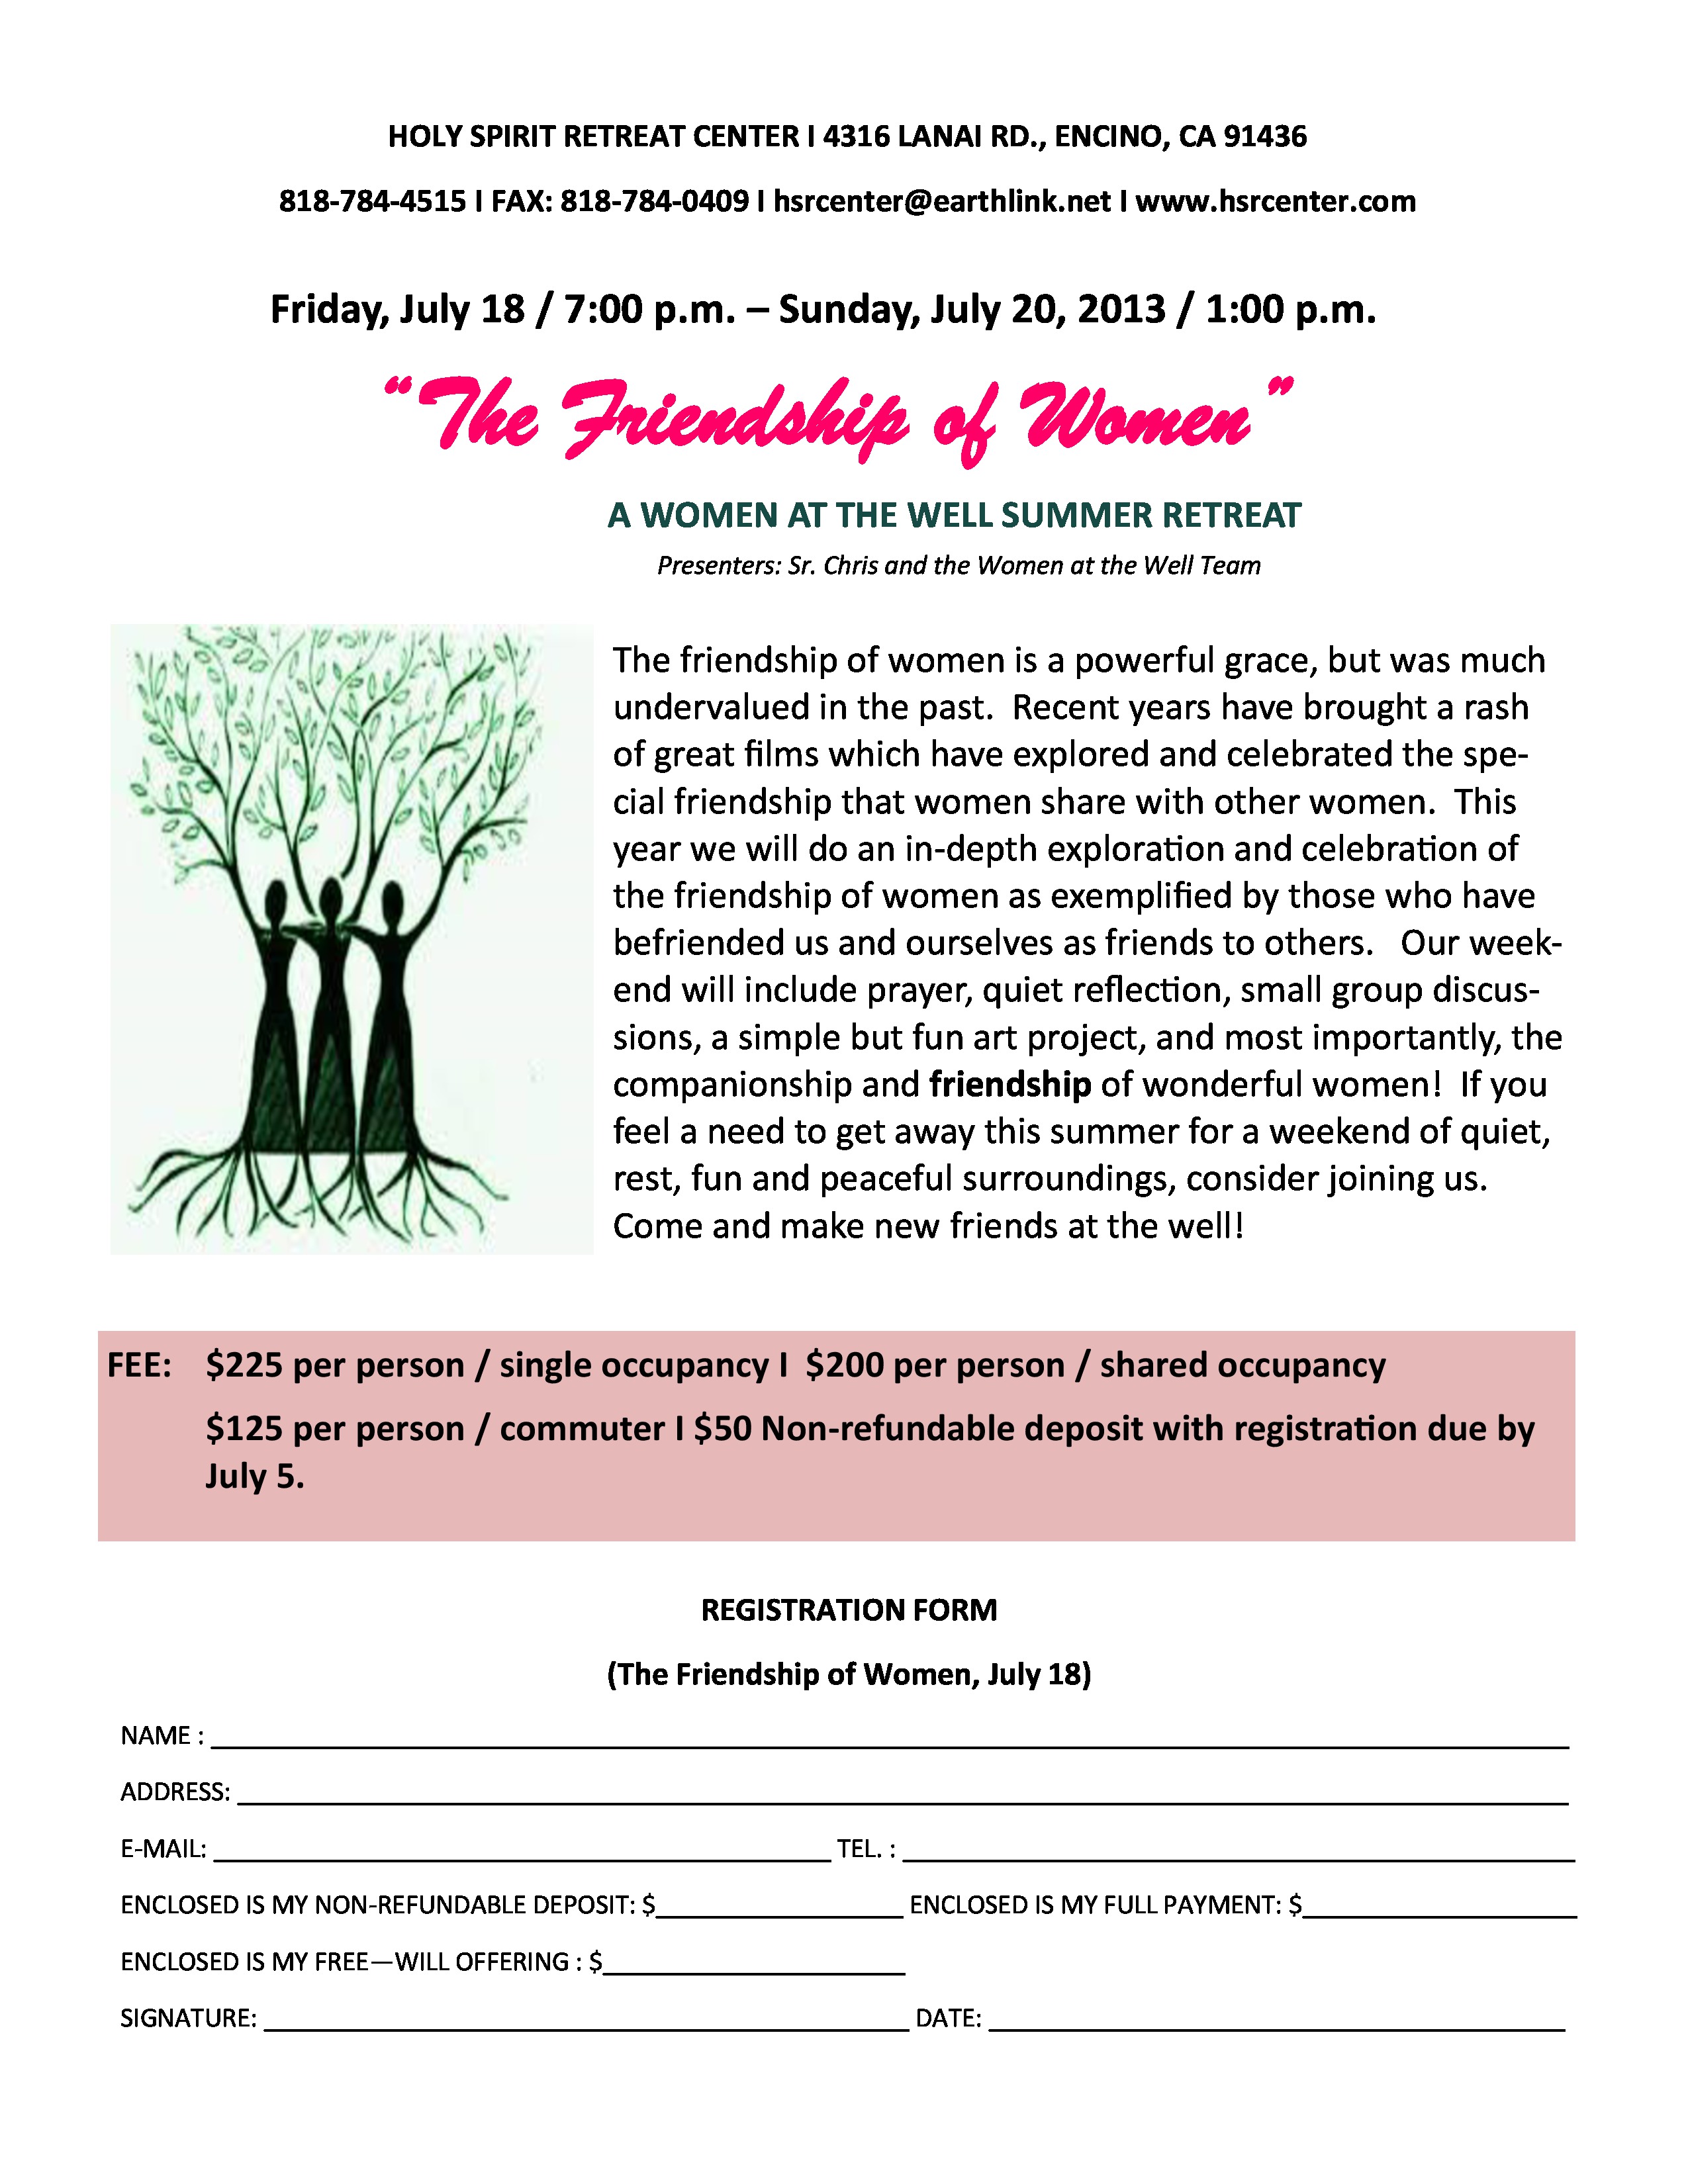 HOLY SPIRIT RETREAT CENTER I 4316 LANAI RD., ENCINO, CA 91436
818-784-4515 I FAX: 818-784-0409 I hsrcenter@earthlink.net I www.hsrcenter.com
Friday, July 18 / 7:00 p.m. – Sunday, July 20, 2013 / 1:00 p.m.
“The Friendship of Women”
A WOMEN AT THE WELL SUMMER RETREAT
Presenters: Sr. Chris and the Women at the Well Team
The friendship of women is a powerful grace, but was much
undervalued in the past.  Recent years have brought a rash
of great films which have explored and celebrated the spe-
cial friendship that women share with other women.  This
year we will do an in-depth exploration and celebration of
the friendship of women as exemplified by those who have
befriended us and ourselves as friends to others.   Our week-
end will include prayer, quiet reflection, small group discus-
sions, a simple but fun art project, and most importantly, the
companionship and friendship of wonderful women!  If you
feel a need to get away this summer for a weekend of quiet,
rest, fun and peaceful surroundings, consider joining us.
Come and make new friends at the well!
FEE: $225 per person / single occupancy I  $200 per person / shared occupancy
$125 per person / commuter I $50 Non-refundable deposit with registration due by
July 5.
REGISTRATION FORM
(The Friendship of Women, July 18)
NAME : ____________________
ADDRESS: ____________________
E-MAIL: ____________________ TEL. : ____________________
ENCLOSED IS MY NON-REFUNDABLE DEPOSIT: $__________ ENCLOSED IS MY FULL PAYMENT: $__________
ENCLOSED IS MY FREE—WILL OFFERING : $__________
SIGNATURE: ____________________ DATE: ____________________